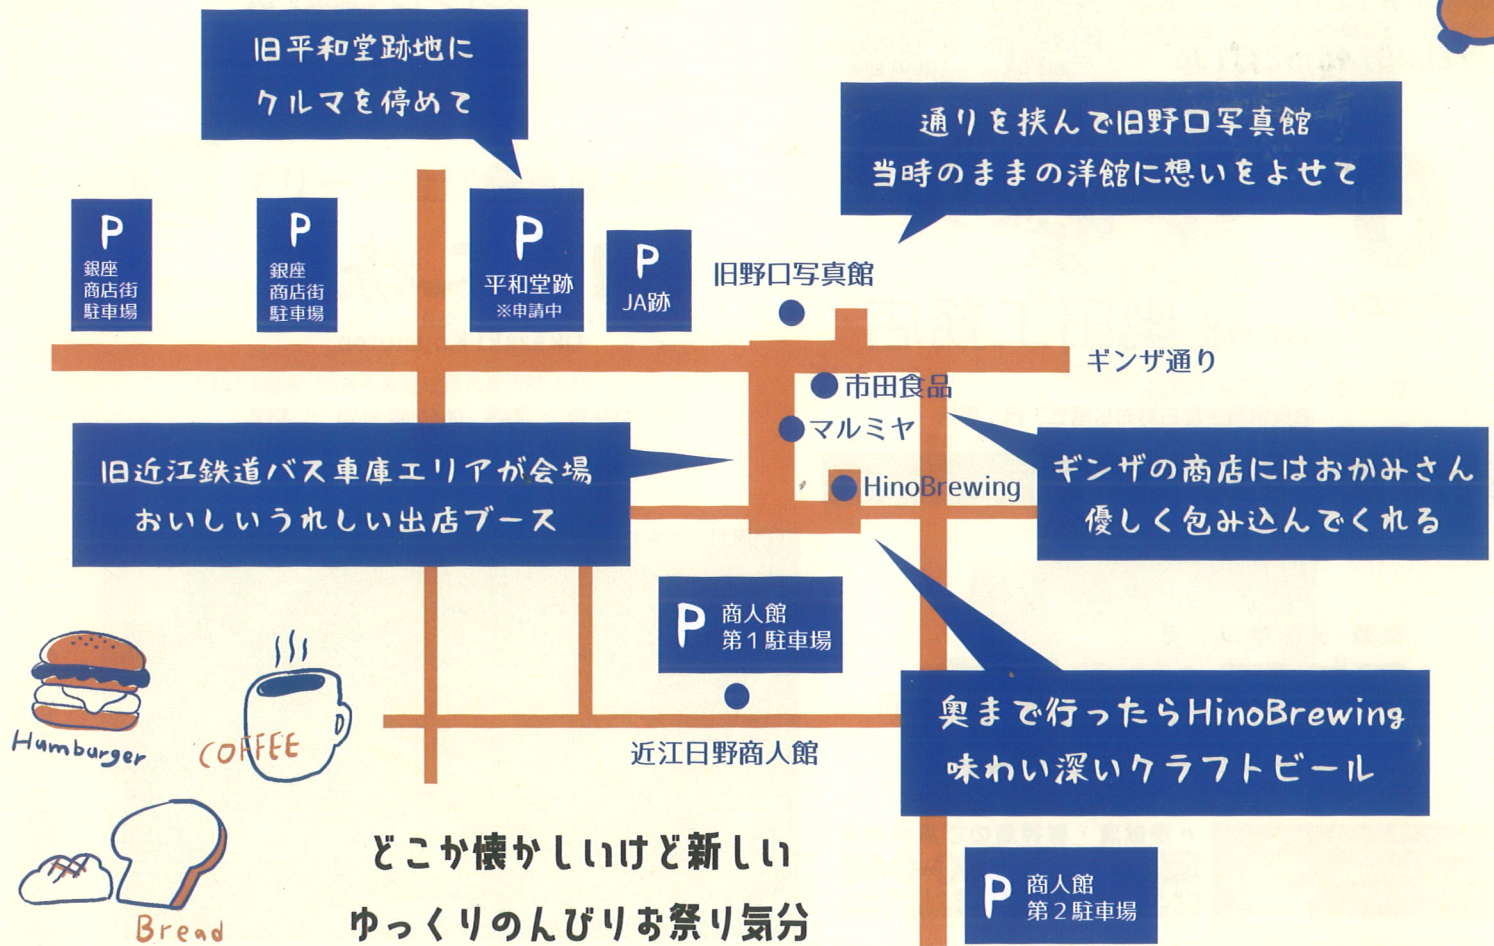 旧平和堂跡地に
クルマを停めて
通りを挟んで旧野口写真館
当時のままの洋館に想いをよせて
P
銀座
商店街
駐車場
P
銀座
商店街
駐車場
P
平和堂跡
※申請中
P
JA跡
旧野口写真館
ギンザ通り
市田食品
マルミヤ
HinoBrewing
旧近江鉄道バス車庫エリアが会場
おいしいうれしい出店ブース
ギンザの商店にはおかみさん
優しく包み込んでくれる
P
商人館
第1駐車場
近江日野商人館
奥まで行ったらHinoBrewing
味わい深いクラフトビール
Humburger
COFFEE
Bread
どこか懐かしいけど新しい
ゆっくりのんびりお祭り気分
P
商人館
第2駐車場